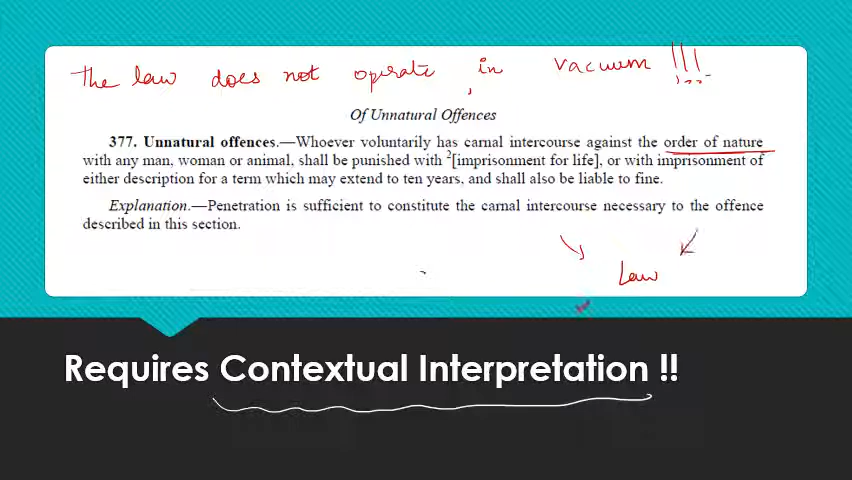 the law does not operate in vacuum !!!
Of Unnatural Offences
377. Unnatural offences.—Whoever voluntarily has carnal intercourse against the order of nature
with any man, woman or animal, shall be punished with 2[imprisonment for life], or with imprisonment of
either description for a term which may extend to ten years, and shall also be liable to fine.
Explanation.—Penetration is sufficient to constitute the carnal intercourse necessary to the offence
described in this section.
Law
Requires Contextual Interpretation !!